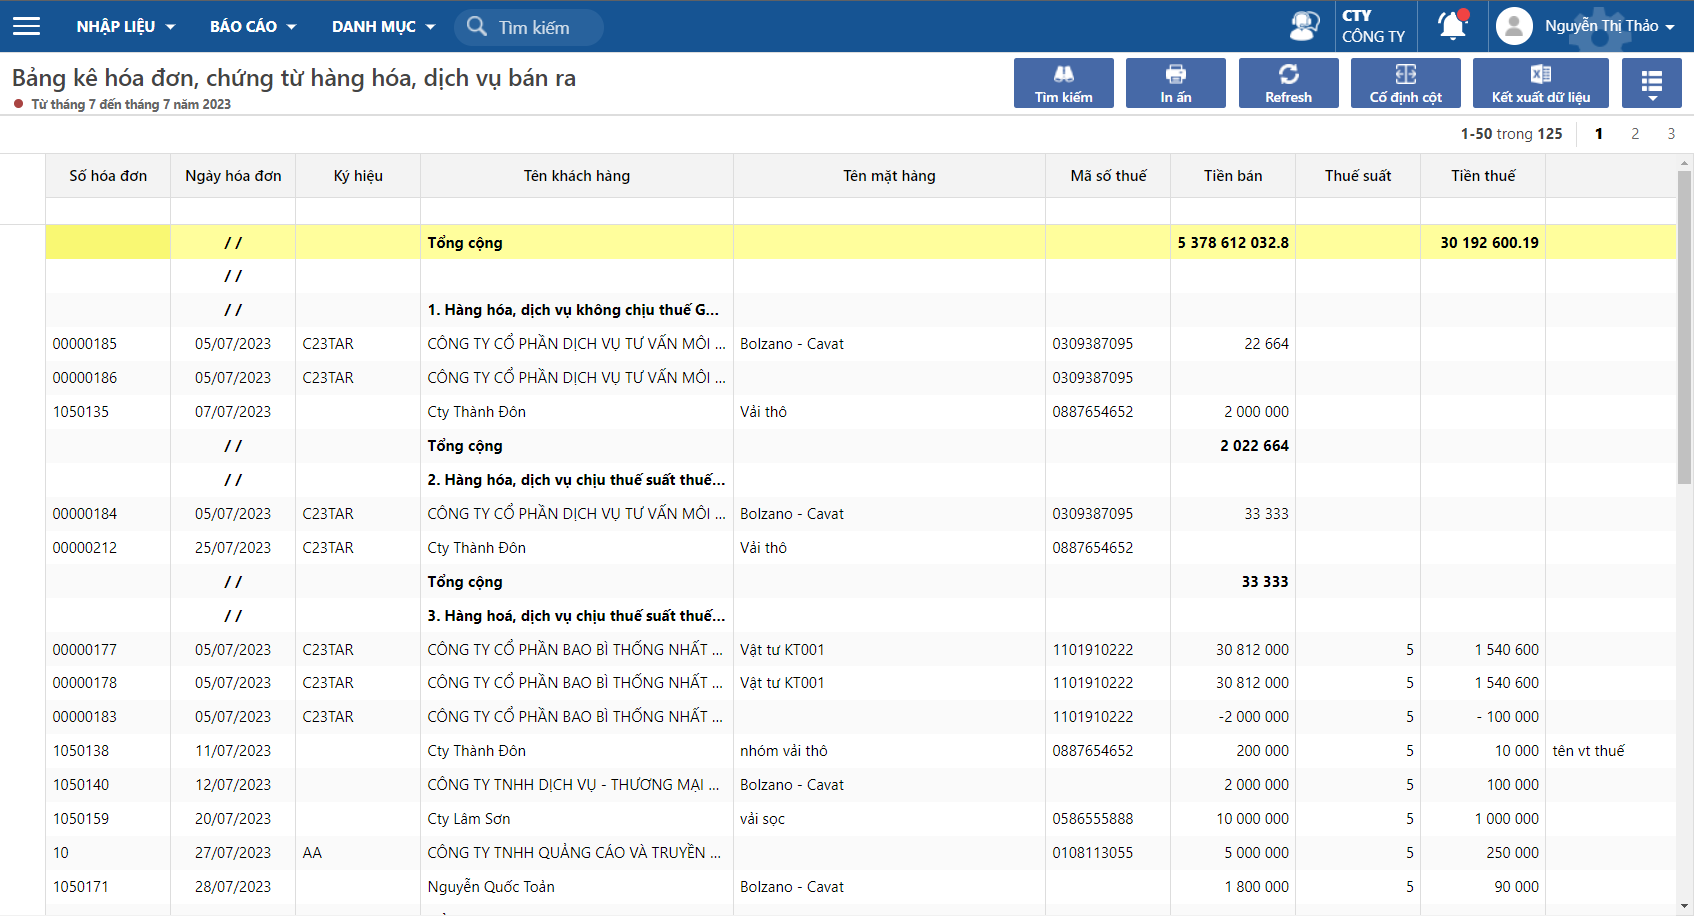 NHẬP LIỆU BÁO CÁO DANH MỤC Tìm kiếm CTY CÔNG TY Nguyễn Thị Thảo
Bảng kê hóa đơn, chứng từ hàng hóa, dịch vụ bán ra
Từ tháng 7 đến tháng 7 năm 2023
Tìm kiếm In ấn Refresh Cố định cột Kết xuất dữ liệu
1-50 trong 125 1 2 3
Số hóa đơn Ngày hóa đơn Ký hiệu Tên khách hàng Tên mặt hàng Mã số thuế Tiền bán Thuế suất Tiền thuế
/ / Tổng cộng 5 378 612 032.8 30 192 600.19
/ /
/ / 1. Hàng hóa, dịch vụ không chịu thuế G...
00000185 05/07/2023 C23TAR CÔNG TY CỔ PHẦN DỊCH VỤ TƯ VẤN MÔI ... Bolzano - Cavat 0309387095 22 664
00000186 05/07/2023 C23TAR CÔNG TY CỔ PHẦN DỊCH VỤ TƯ VẤN MÔI ... 0309387095
1050135 07/07/2023 Cty Thành Đôn Vải thô 0887654652 2 000 000
/ / Tổng cộng 2 022 664
/ / 2. Hàng hóa, dịch vụ chịu thuế suất thuế...
00000184 05/07/2023 C23TAR CÔNG TY CỔ PHẦN DỊCH VỤ TƯ VẤN MÔI ... Bolzano - Cavat 0309387095 33 333
00000212 25/07/2023 C23TAR Cty Thành Đôn Vải thô 0887654652
/ / Tổng cộng 33 333
/ / 3. Hàng hoá, dịch vụ chịu thuế suất thuế...
00000177 05/07/2023 C23TAR CÔNG TY CỔ PHẦN BAO BÌ THỐNG NHẤT ... Vật tư KT001 1101910222 30 812 000 5 1 540 600
00000178 05/07/2023 C23TAR CÔNG TY CỔ PHẦN BAO BÌ THỐNG NHẤT ... Vật tư KT001 1101910222 30 812 000 5 1 540 600
00000183 05/07/2023 C23TAR CÔNG TY CỔ PHẦN BAO BÌ THỐNG NHẤT ... 1101910222 -2 000 000 5 - 100 000
1050138 11/07/2023 Cty Thành Đôn nhóm vải thô 0887654652 200 000 5 10 000 tên vt thuế
1050140 12/07/2023 CÔNG TY TNHH DỊCH VỤ - THƯƠNG MẠI ... Bolzano - Cavat 2 000 000 5 100 000
1050159 20/07/2023 Cty Lâm Sơn vải sọc 0586555888 10 000 000 5 1 000 000
10 27/07/2023 AA CÔNG TY TNHH QUẢNG CÁO VÀ TRUYỀN ... 0108113055 5 000 000 5 250 000
1050171 28/07/2023 Nguyễn Quốc Toản Bolzano - Cavat 1 800 000 5 90 000